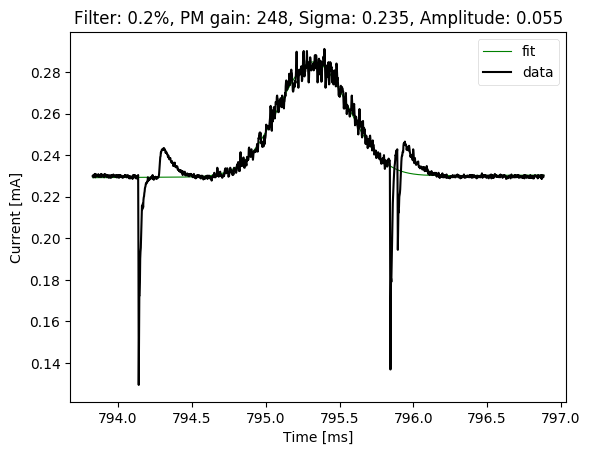 Filter: 0.2%, PM gain: 248, Sigma: 0.235, Amplitude: 0.055
fit
data
0.28
0.26
0.24
0.22
0.20
0.18
0.16
0.14
Current [mA]
794.0 794.5 795.0 795.5 796.0 796.5 797.0
Time [ms]